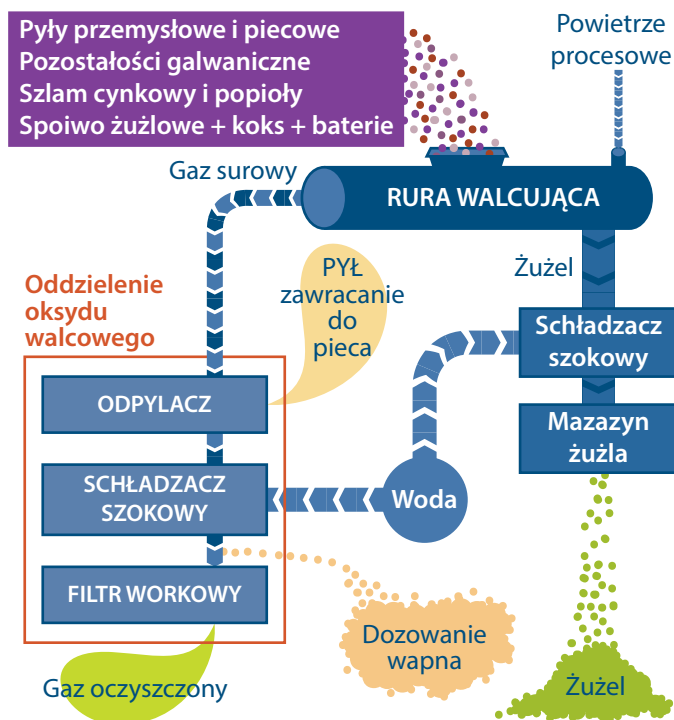 Pyły przemysłowe i piecowe
Pozostałości galwaniczne
Szlam cynkowy i popioły
Spoiwo żużlowe + koks + baterie
Powietrze
procesowe
Gaz surowy
RURA WALCUJĄCA
PYŁ
zawracanie
do
pieca
Żużel
Oddzielenie
oksydu
walcowego
Schładzacz
szokowy
ODPYLACZ
Mazazyn
żużla
SCHŁADZACZ
SZOKOWY
Woda
FILTR WORKOWY
Dozowanie
wapna
Gaz oczyszczony
Żużel